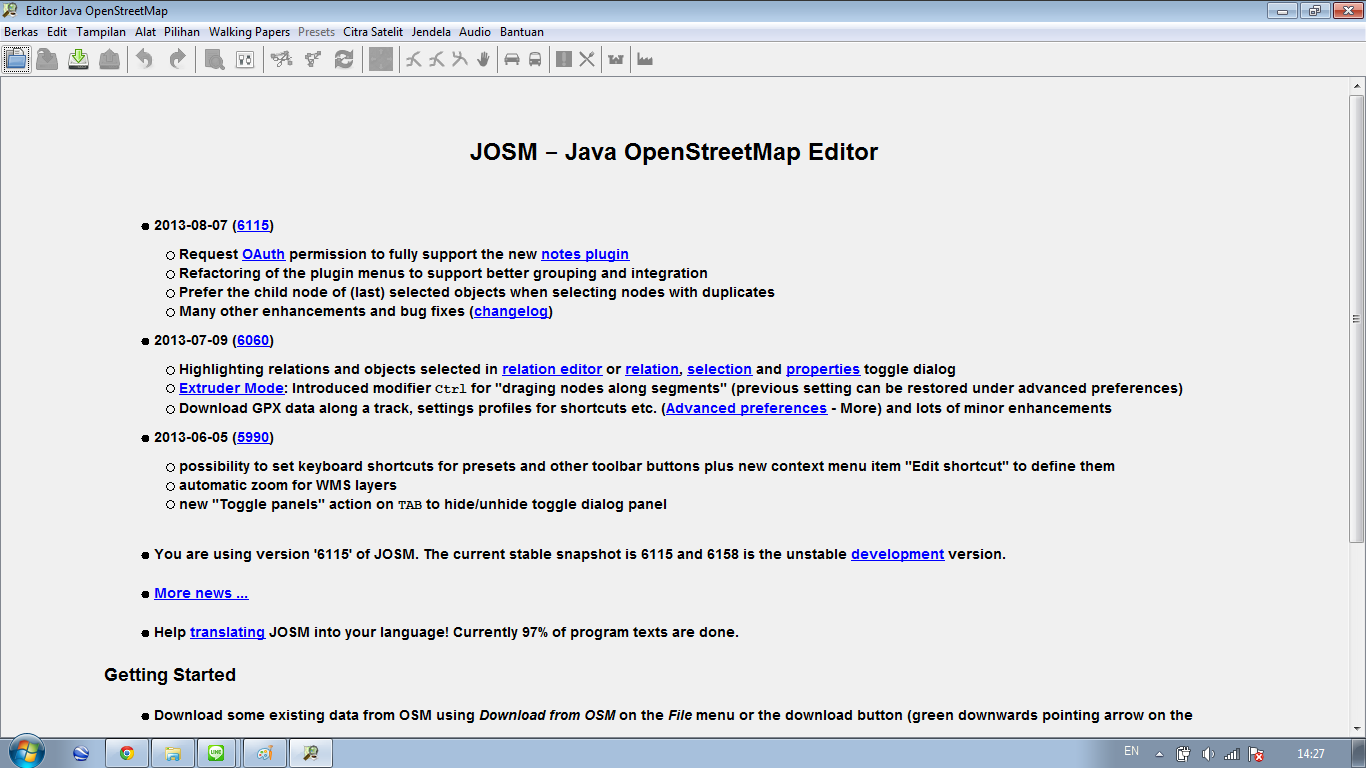 Editor Java OpenStreetMap
Berkas Edit Tampilan Alat Pilihan Walking Papers Presets Citra Satelit Jendela Audio Bantuan
JOSM – Java OpenStreetMap Editor
2013-08-07 (6115)
Request OAuth permission to fully support the new notes plugin
Refactoring of the plugin menus to support better grouping and integration
Prefer the child node of (last) selected objects when selecting nodes with duplicates
Many other enhancements and bug fixes (changelog)
2013-07-09 (6060)
Highlighting relations and objects selected in relation editor or relation, selection and properties toggle dialog
Extruder Mode: Introduced modifier Ctrl for "draging nodes along segments" (previous setting can be restored under advanced preferences)
Download GPX data along a track, settings profiles for shortcuts etc. (Advanced preferences - More) and lots of minor enhancements
2013-06-05 (5990)
possibility to set keyboard shortcuts for presets and other toolbar buttons plus new context menu item "Edit shortcut" to define them
automatic zoom for WMS layers
new "Toggle panels" action on TAB to hide/unhide toggle dialog panel
You are using version '6115' of JOSM. The current stable snapshot is 6115 and 6158 is the unstable development version.
More news ...
Help translating JOSM into your language! Currently 97% of program texts are done.
Getting Started
Download some existing data from OSM using Download from OSM on the File menu or the download button (green downwards pointing arrow on the
LINE
EN
14:27